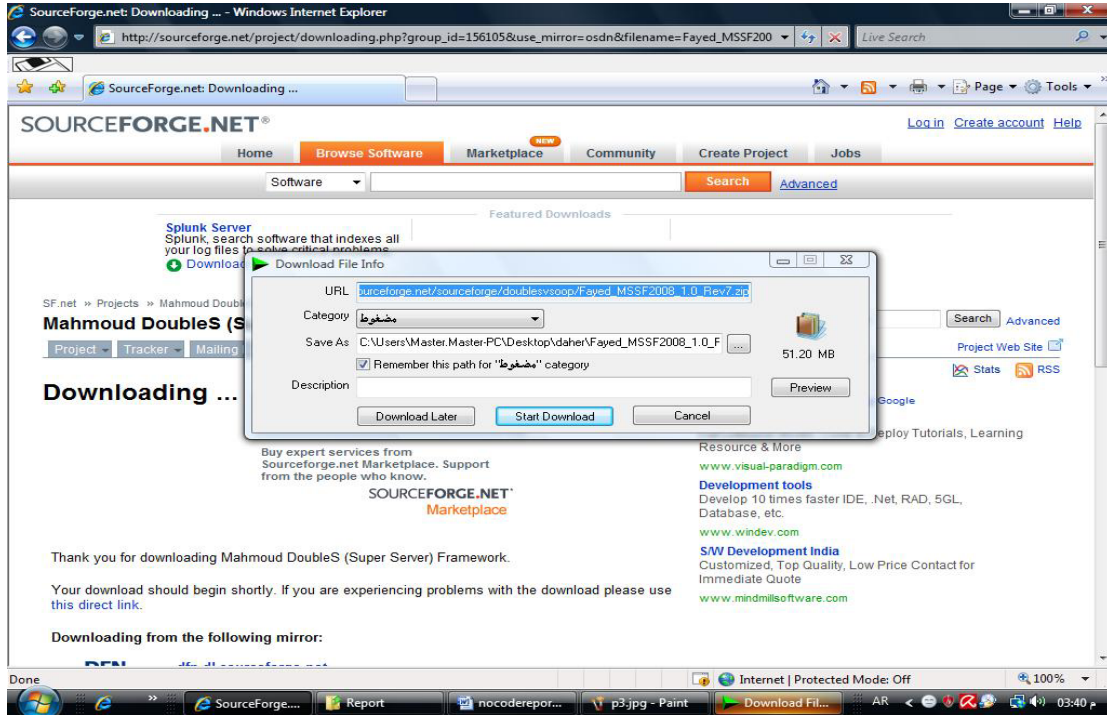 SourceForge.net: Downloading ... - Windows Internet Explorer
http://sourceforge.net/project/downloading.php?group_id=156105&use_mirror=osdn&filename=Fayed_MSSF200
Live Search
SourceForge.net: Downloading ...
Page
Tools
SOURCEFORGE.NET®
Log in Create account Help
NEW
Home Browse Software Marketplace Community Create Project Jobs
Software
Search
Advanced
Featured Downloads
Splunk Server
Splunk, search software that indexes all
your log files to solve critical problems
Download
Download File Info
URL
ourceforge.net/sourceforge/doublesvsoop/Fayed_MSSF2008_1.0_Rev7.zip
Category
مضغوط
Save As
C:\Users\Master.Master-PC\Desktop\daher\Fayed_MSSF2008_1.0_F
...
51.20 MB
Remember this path for "مضغوط" category
Description
Preview
Download Later
Start Download
Cancel
SF.net » Projects » Mahmoud Doubl
Mahmoud DoubleS (S
Search
Advanced
Project
Tracker
Mailing
Project Web Site
Stats
RSS
Downloading ...
Google
eploy Tutorials, Learning
Resource & More
www.visual-paradigm.com
Buy expert services from
Sourceforge.net Marketplace. Support
from the people who know.
SOURCEFORGE.NET
Marketplace
Development tools
Develop 10 times faster IDE, .Net, RAD, 5GL,
Database, etc.
www.windev.com
S/W Development India
Customized, Top Quality, Low Price Contact for
Immediate Quote
www.mindmillsoftware.com
Thank you for downloading Mahmoud DoubleS (Super Server) Framework.
Your download should begin shortly. If you are experiencing problems with the download please use
this direct link.
Downloading from the following mirror:
Done
Internet | Protected Mode: Off
100%
SourceForge....
Report
nocoderepor...
p3.jpg - Paint
Download Fil...
AR
03:40 م